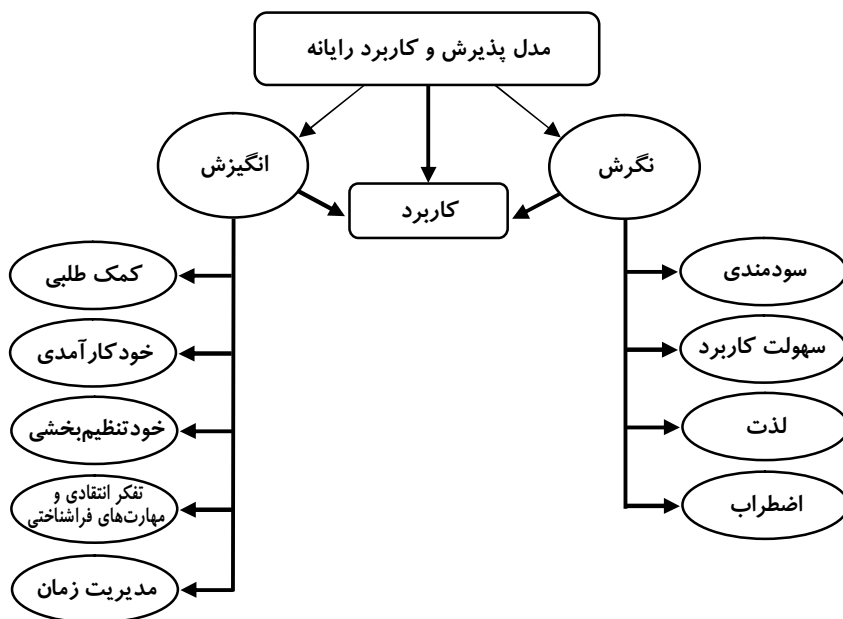 مدل پذیرش و کاربرد رایانه
نگرش
انگیزش
کاربرد
سودمندی
سهولت کاربرد
لذت
اضطراب
کمک طلبی
خودکارآمدی
خودتنظیم‌بخشی
تفکر انتقادی و
مهارت‌های فراشناختی
مدیریت زمان